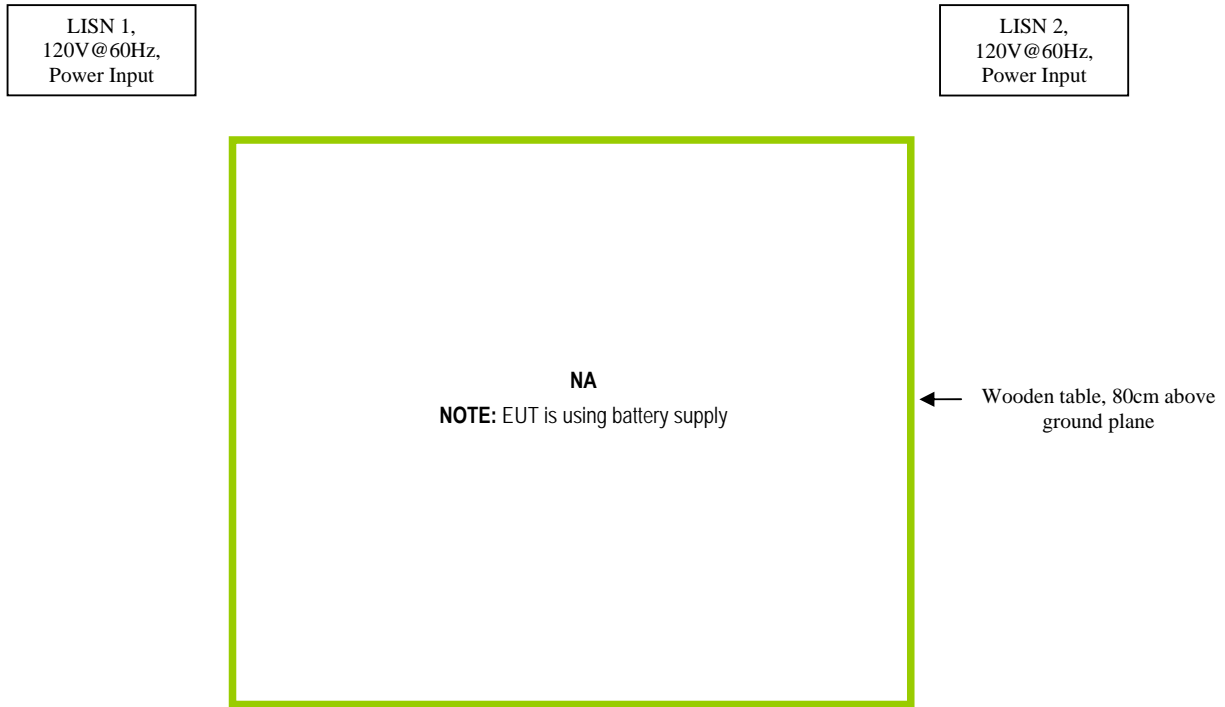 LISN 1,
120V@60Hz,
Power Input
LISN 2,
120V@60Hz,
Power Input
NA
NOTE: EUT is using battery supply
Wooden table, 80cm above
ground plane